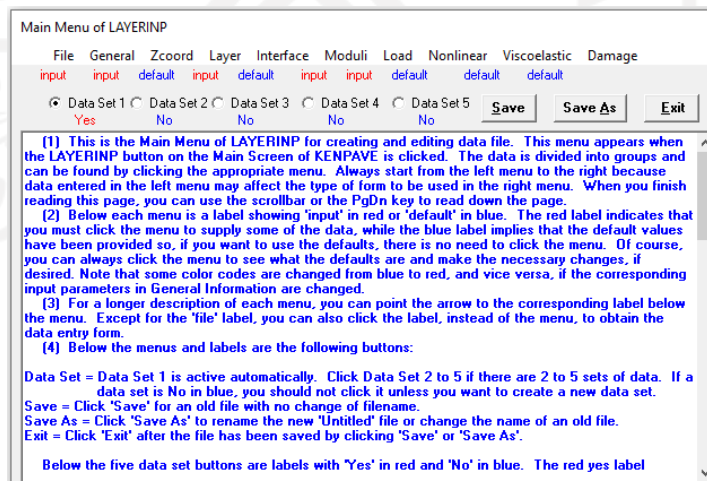 Main Menu of LAYERINP
File General Zcoord Layer Interface Moduli Load Nonlinear Viscoelastic Damage
input input default input default input input default default default
Data Set 1 Data Set 2 Data Set 3 Data Set 4 Data Set 5 Save Save As Exit
Yes No No No No
(1) This is the Main Menu of LAYERINP for creating and editing data file. This menu appears when
the LAYERINP button on the Main Screen of KENPAVE is clicked. The data is divided into groups and
can be found by clicking the appropriate menu. Always start from the left menu to the right because
data entered in the left menu may affect the type of form to be used in the right menu. When you finish
reading this page, you can use the scrollbar or the PgDn key to read down the page.
(2) Below each menu is a label showing 'input' in red or 'default' in blue. The red label indicates that
you must click the menu to supply some of the data, while the blue label implies that the default values
have been provided so, if you want to use the defaults, there is no need to click the menu. Of course,
you can always click the menu to see what the defaults are and make the necessary changes, if
desired. Note that some color codes are changed from blue to red, and vice versa, if the corresponding
input parameters in General Information are changed.
(3) For a longer description of each menu, you can point the arrow to the corresponding label below
the menu. Except for the 'file' label, you can also click the label, instead of the menu, to obtain the
data entry form.
(4) Below the menus and labels are the following buttons:
Data Set = Data Set 1 is active automatically. Click Data Set 2 to 5 if there are 2 to 5 sets of data. If a
data set is No in blue, you should not click it unless you want to create a new data set.
Save = Click 'Save' for an old file with no change of filename.
Save As = Click 'Save As' to rename the new 'Untitled' file or change the name of an old file.
Exit = Click 'Exit' after the file has been saved by clicking 'Save' or 'Save As'.
Below the five data set buttons are labels with 'Yes' in red and 'No' in blue. The red yes label